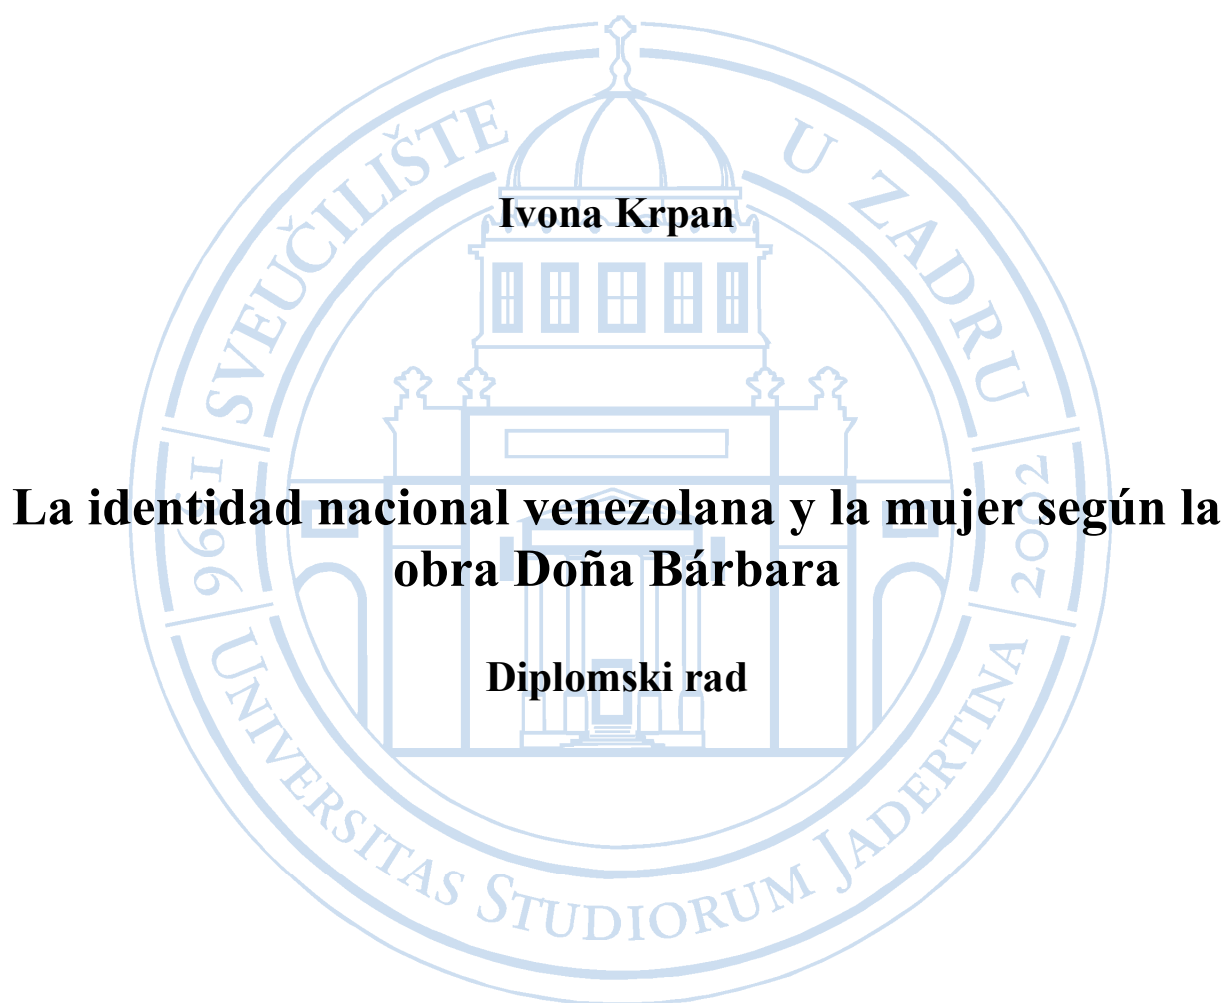 SVEUČILIŠTE U ZADRU
Ivona Krpan
1396
2002
La identidad nacional venezolana y la mujer según la
obra Doña Bárbara
Diplomski rad
UNIVERSITAS STUDIORUM JADERTINA